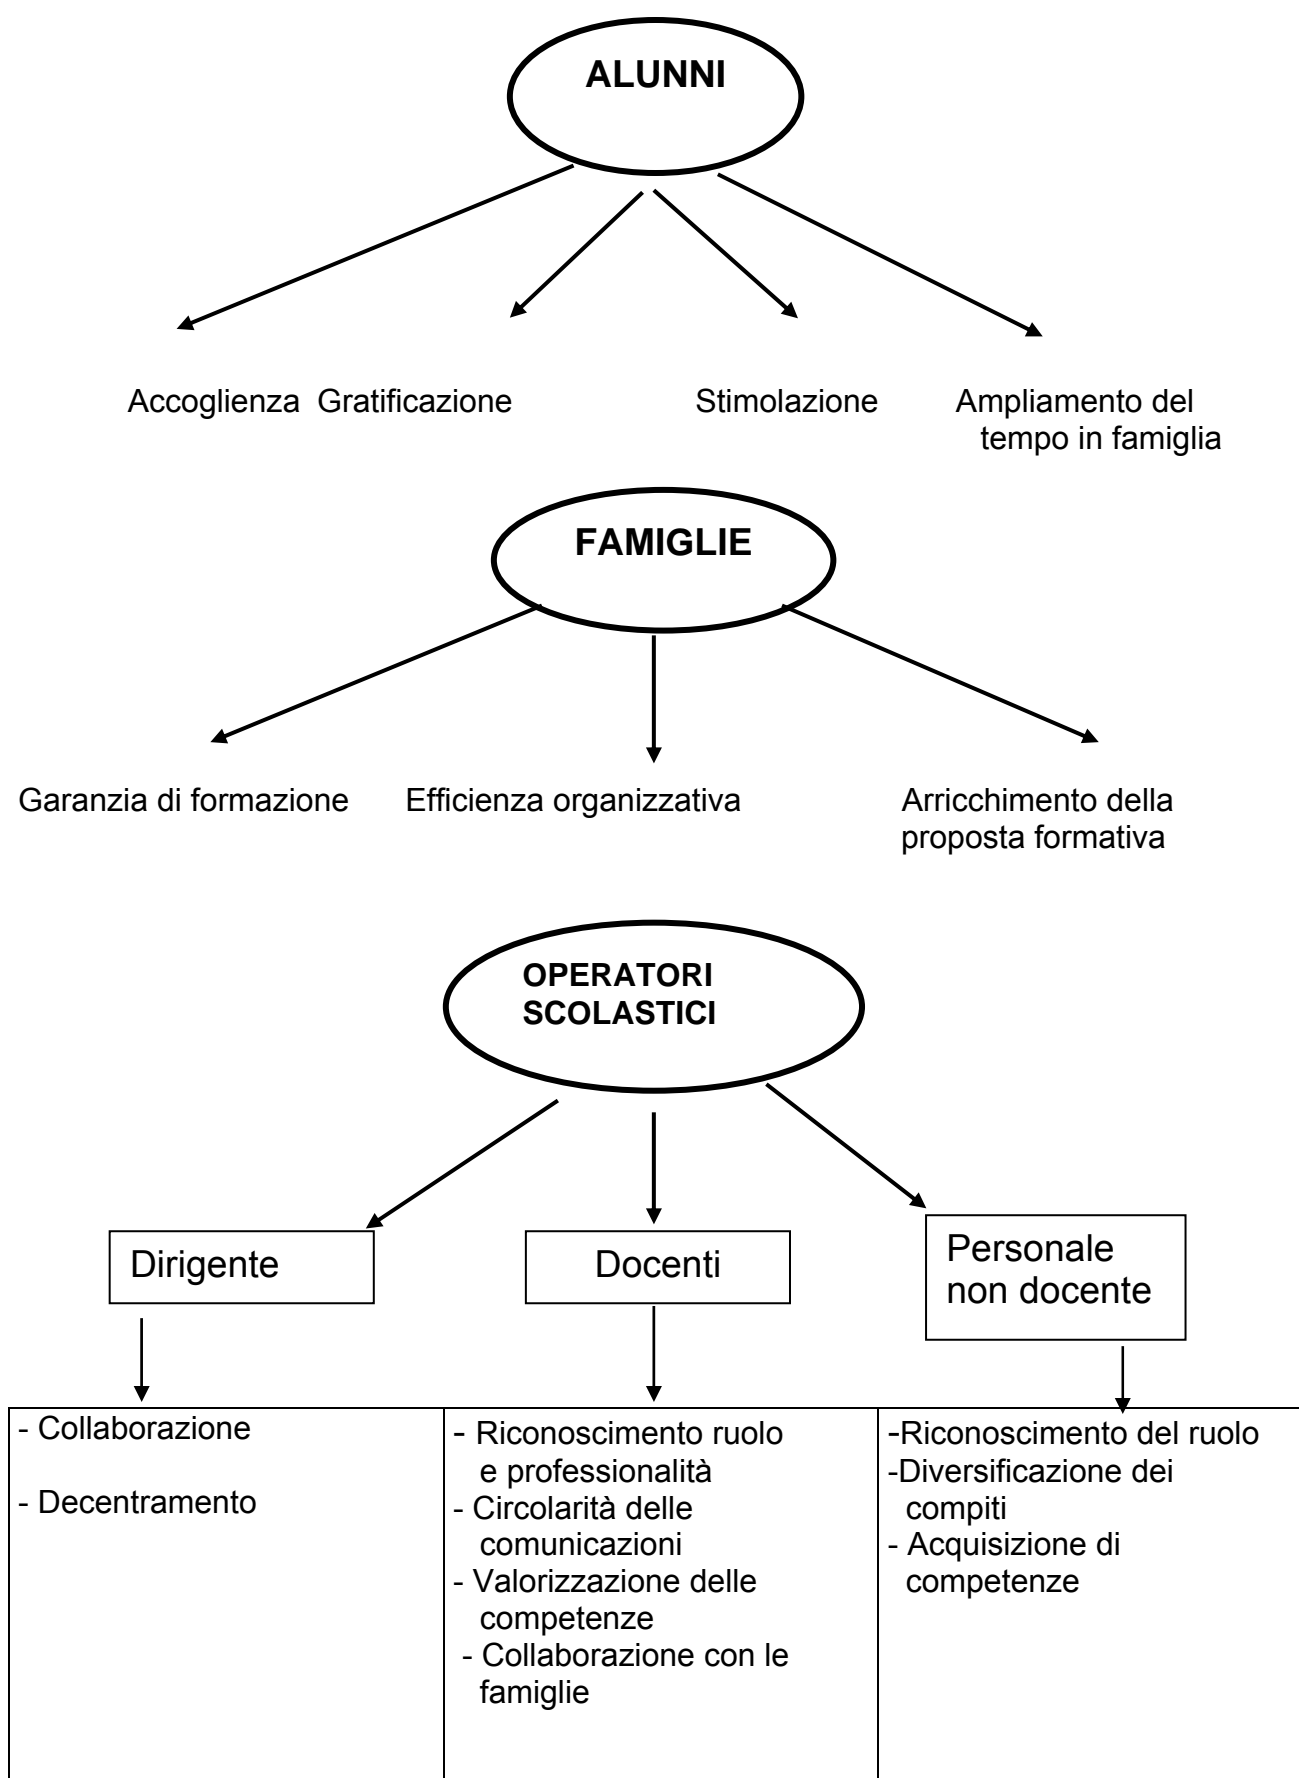 ALUNNI
Accoglienza Gratificazione Stimolazione Ampliamento del
tempo in famiglia
FAMIGLIE
Garanzia di formazione Efficienza organizzativa Arricchimento della
proposta formativa
OPERATORI
SCOLASTICI
Dirigente
Docenti
Personale
non docente
- Collaborazione
- Decentramento
- Riconoscimento ruolo
e professionalità
- Circolarità delle
comunicazioni
- Valorizzazione delle
competenze
- Collaborazione con le
famiglie
-Riconoscimento del ruolo
-Diversificazione dei
compiti
- Acquisizione di
competenze